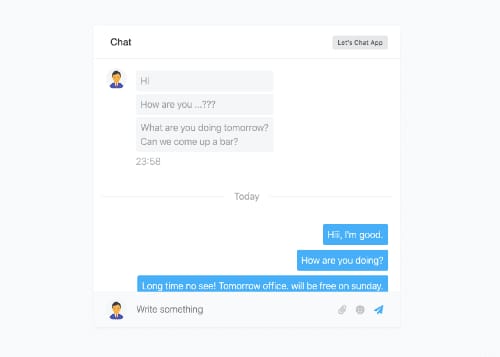 Chat
Let's Chat App
Hi
How are you ...???
What are you doing tomorrow?
Can we come up a bar?
23:58
Today
Hiii, I'm good.
How are you doing?
Long time no see! Tomorrow office. will be free on sunday.
Write something